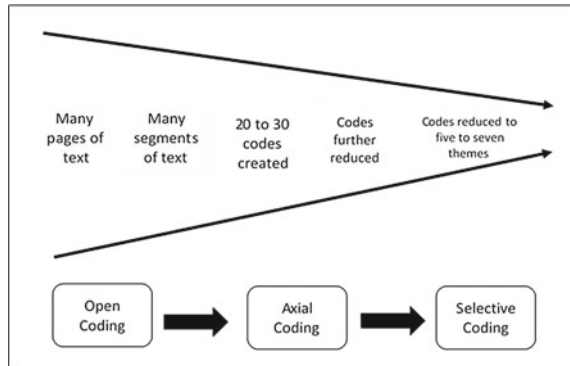 Many
pages of
text
Many
segments
of text
20 to 30
codes
created
Codes
further
reduced
Codes reduced to
five to seven
themes
Open
Coding
Axial
Coding
Selective
Coding